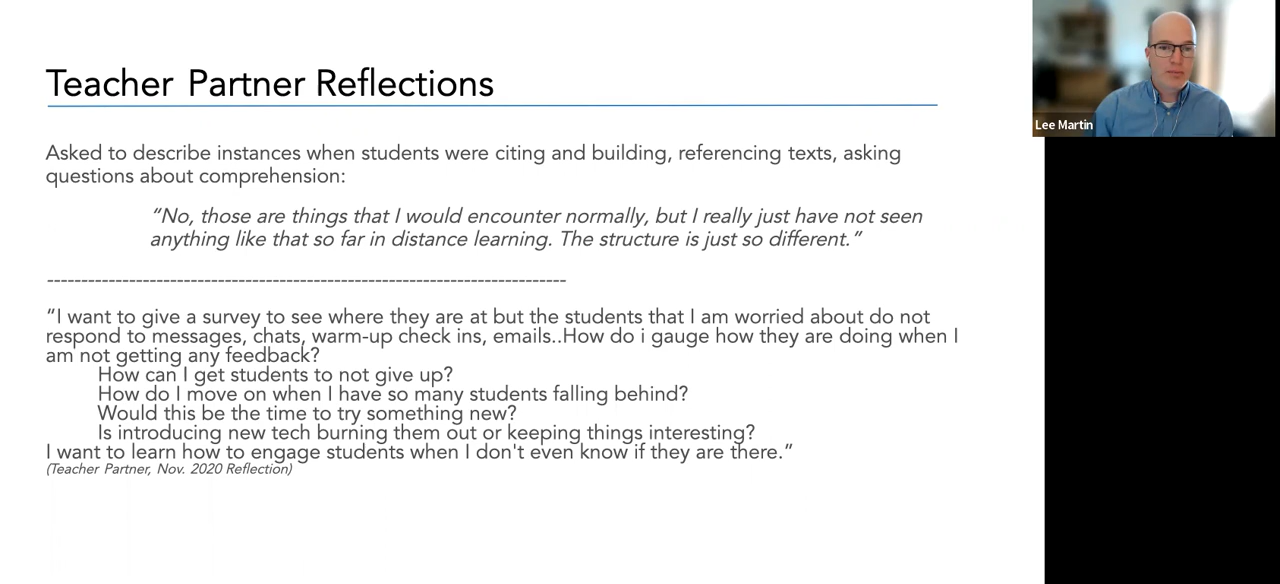 Teacher Partner Reflections
Lee Martin
Asked to describe instances when students were citing and building, referencing texts, asking
questions about comprehension:
“No, those are things that I would encounter normally, but I really just have not seen
anything like that so far in distance learning. The structure is just so different.”
----------------------------------------------------------------------------
“I want to give a survey to see where they are at but the students that I am worried about do not
respond to messages, chats, warm-up check ins, emails..How do i gauge how they are doing when I
am not getting any feedback?
How can I get students to not give up?
How do I move on when I have so many students falling behind?
Would this be the time to try something new?
Is introducing new tech burning them out or keeping things interesting?
I want to learn how to engage students when I don't even know if they are there.”
(Teacher Partner, Nov. 2020 Reflection)